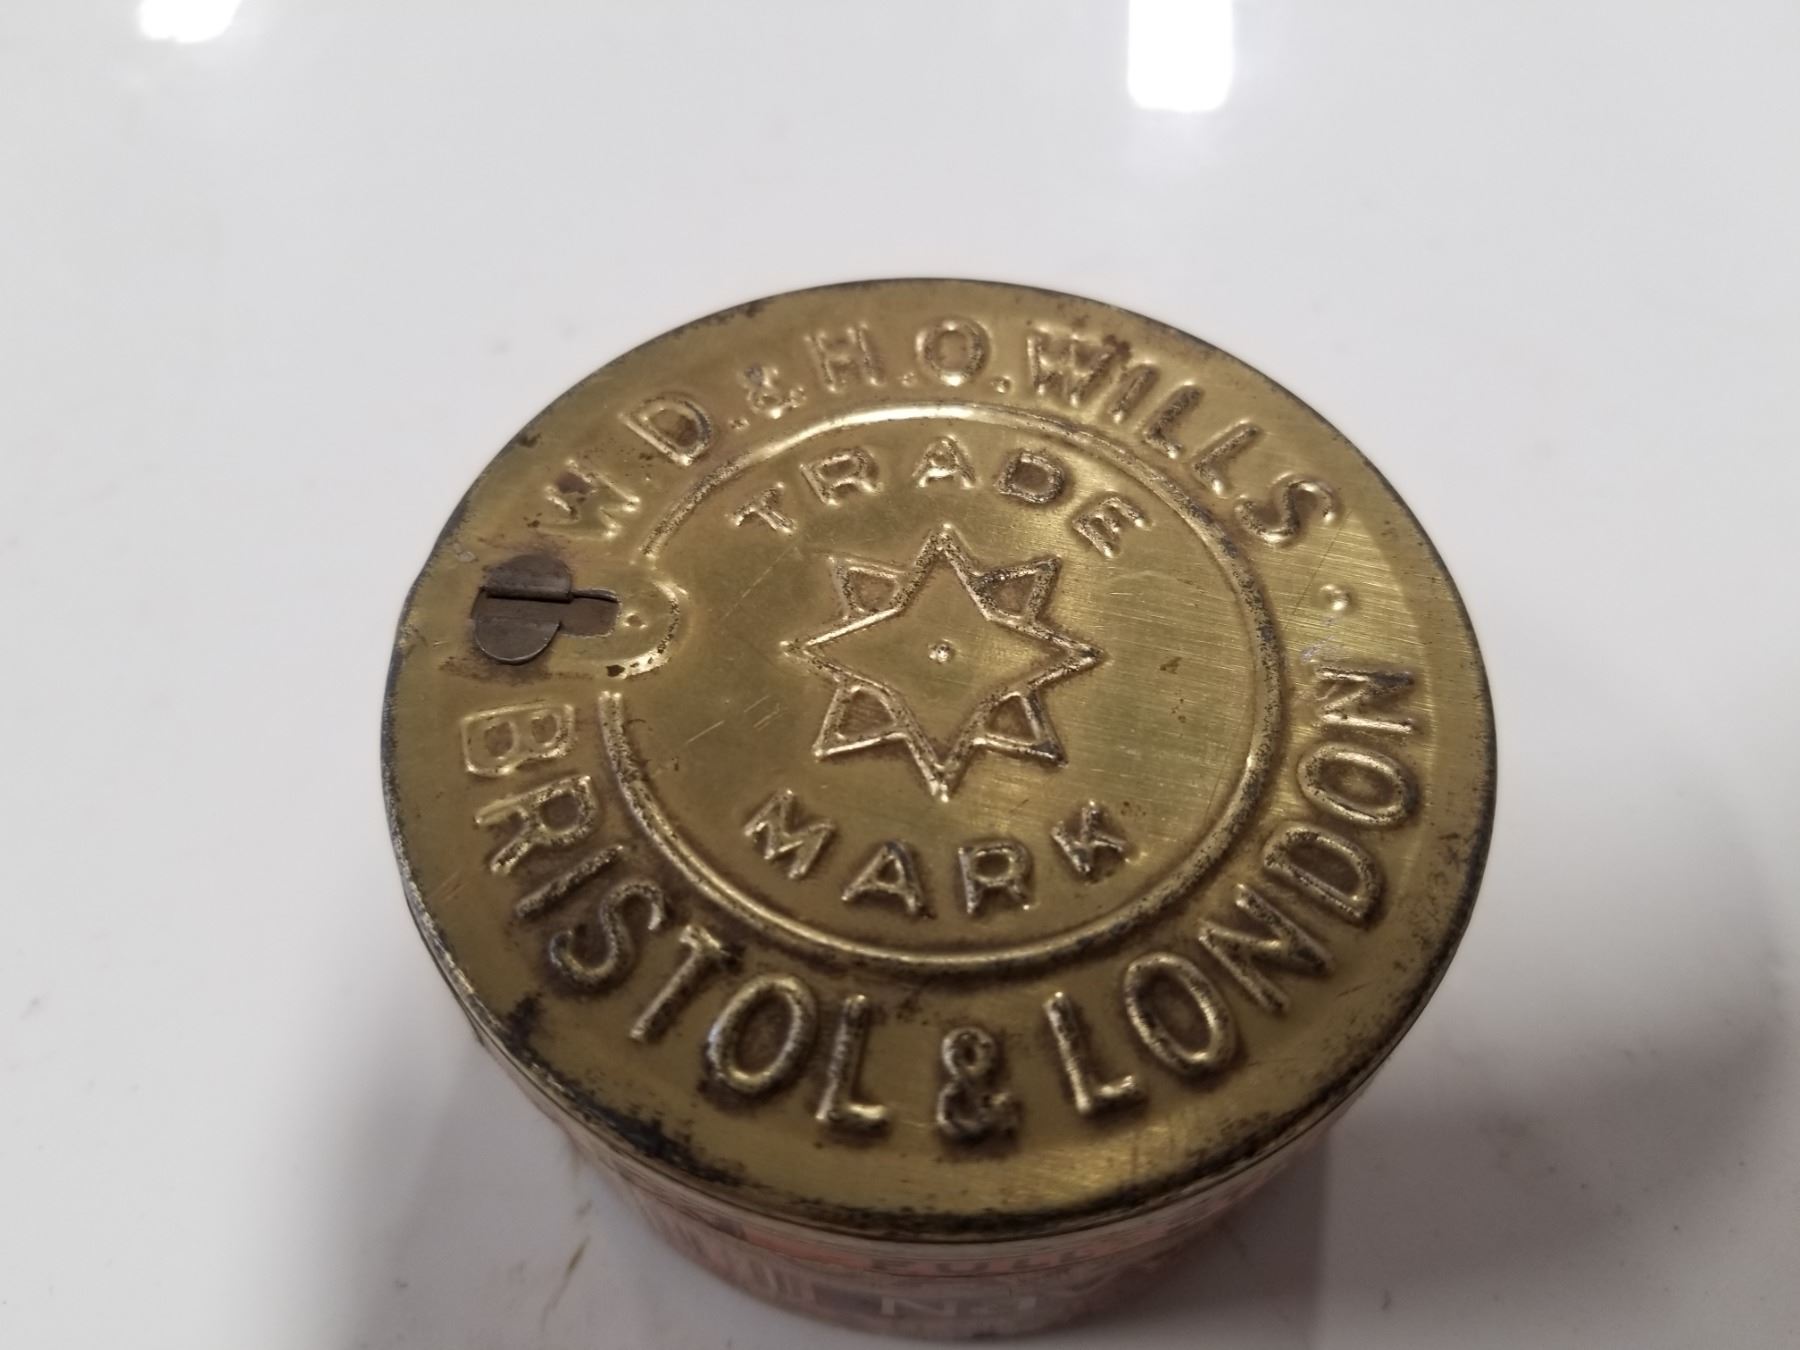 W.D.&H.O.WILLS.
BRISTOL & LONDON
TRADE
MARK